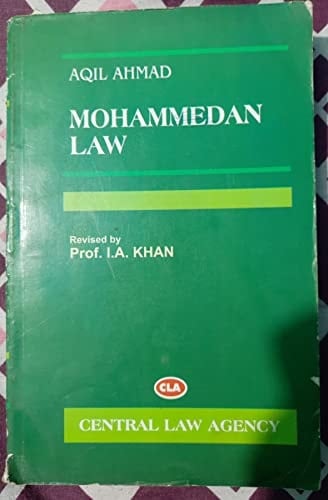 AQIL AHMAD
MOHAMMEDAN
LAW
Revised by
Prof. I.A. KHAN
CLA
CENTRAL LAW AGENCY